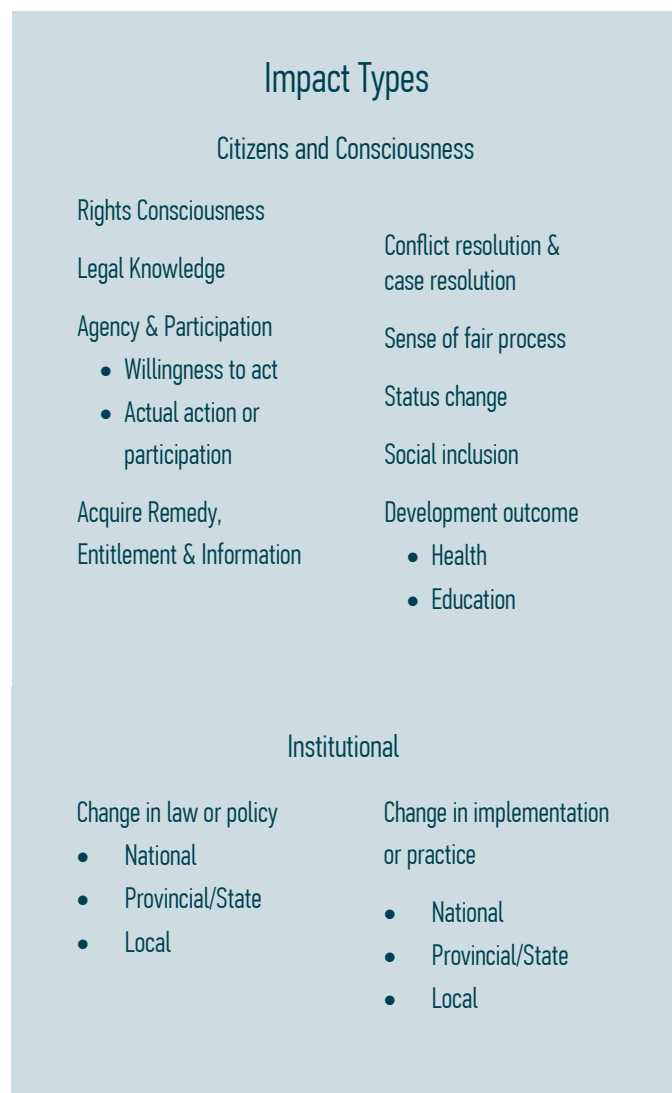 Impact Types
Citizens and Consciousness
Rights Consciousness
Legal Knowledge
Agency & Participation
• Willingness to act
• Actual action or
participation
Acquire Remedy,
Entitlement & Information
Conflict resolution &
case resolution
Sense of fair process
Status change
Social inclusion
Development outcome
• Health
• Education
Institutional
Change in law or policy
• National
• Provincial/State
• Local
Change in implementation
or practice
• National
• Provincial/State
• Local